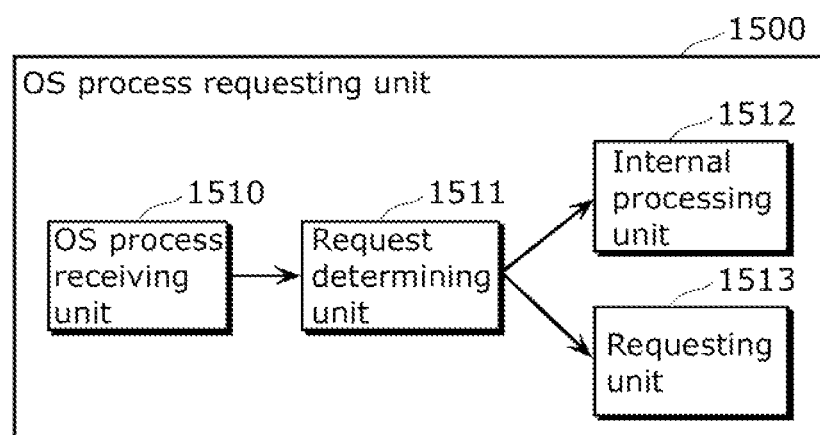 1500
OS process requesting unit
1512
Internal
processing
unit
1510
OS process
receiving
unit
1511
Request
determining
unit
1513
Requesting
unit